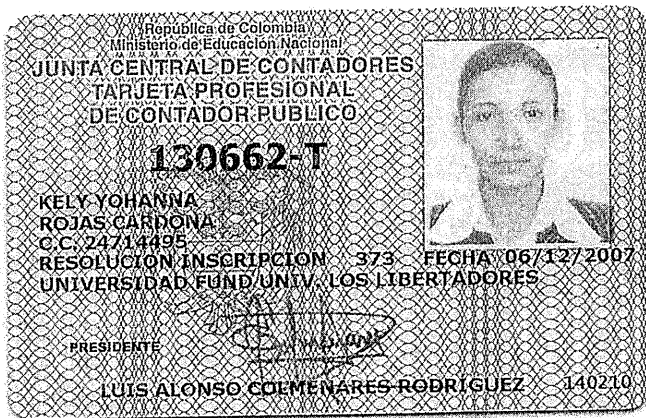 República de Colombia
Ministerio de Educación Nacional
JUNTA CENTRAL DE CONTADORES
TARJETA PROFESIONAL
DE CONTADOR PUBLICO
130662-T
KELY YOHANNA
ROJAS CARDONA
C.C. 24714495
RESOLUCION INSCRIPCION 373 FECHA 06/12/2007
UNIVERSIDAD FUND UNIV. LOS LIBERTADORES
PRESIDENTE
LUIS ALONSO COLMENARES RODRIGUEZ 140210